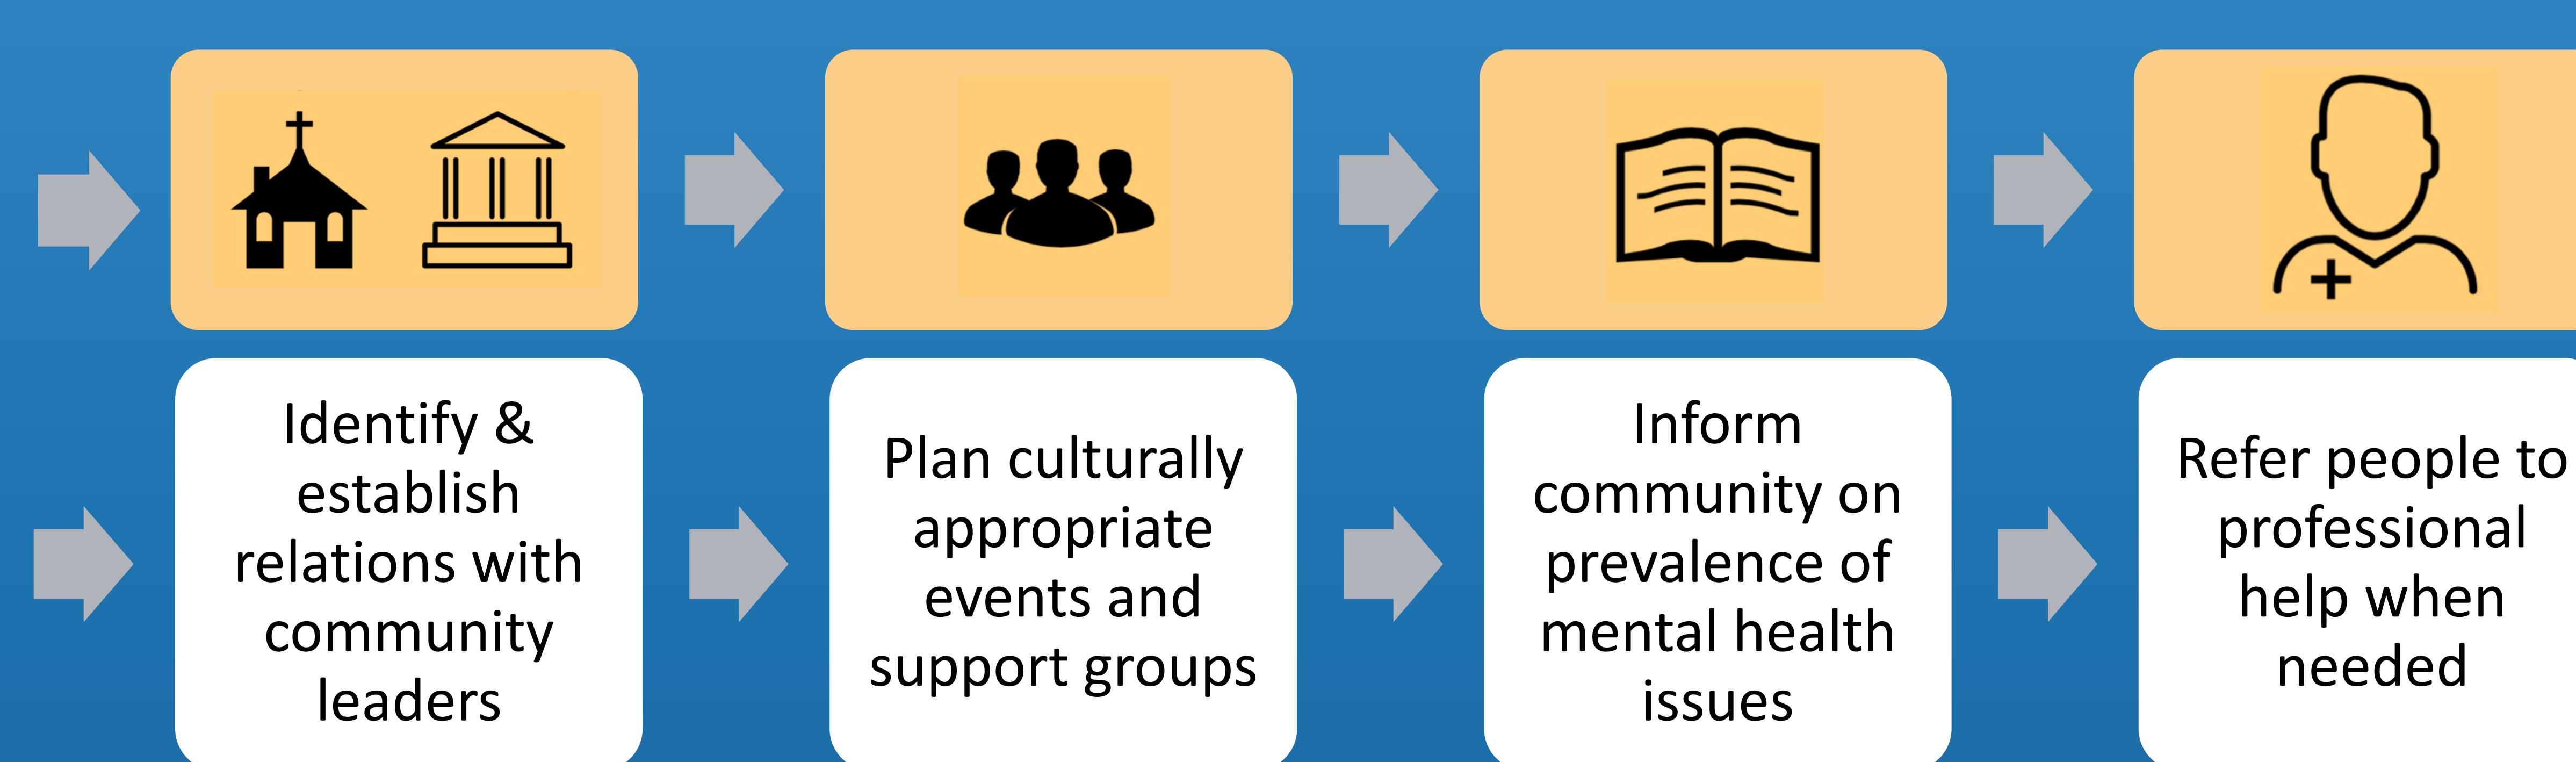 Identify &
establish
relations with
community
leaders
Plan culturally
appropriate
events and
support groups
Inform
community on
prevalence of
mental health
issues
Refer people to
professional
help when
needed